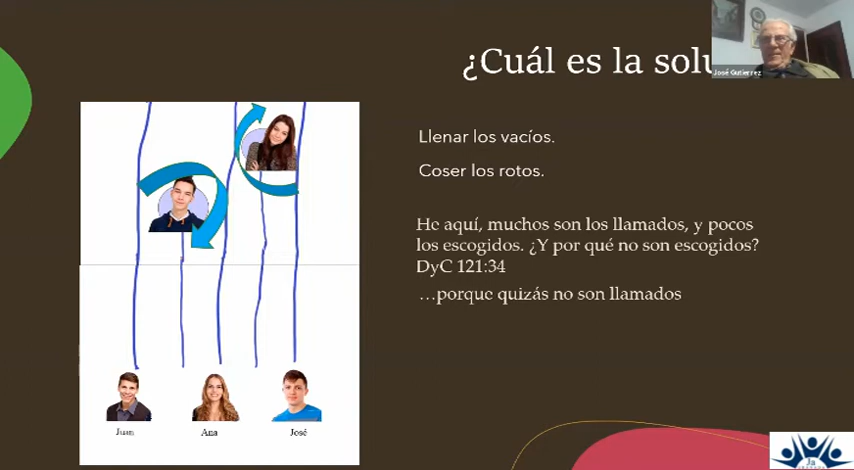 ¿Cuál es la solu
José Gutierrez
Llenar los vacíos.
Coser los rotos.
He aquí, muchos son los llamados, y pocos
los escogidos. ¿Y por qué no son escogidos?
DyC 121:34
…porque quizás no son llamados
Juan
Ana
José
Ja